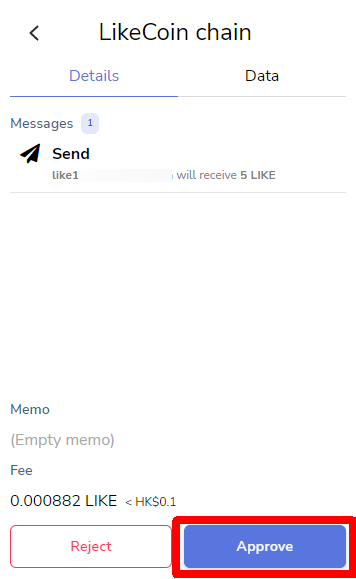 LikeCoin chain
Details Data
Messages 1
Send
like1 will receive 5 LIKE
Memo
(Empty memo)
Fee
0.000882 LIKE < HK$0.1
Reject Approve